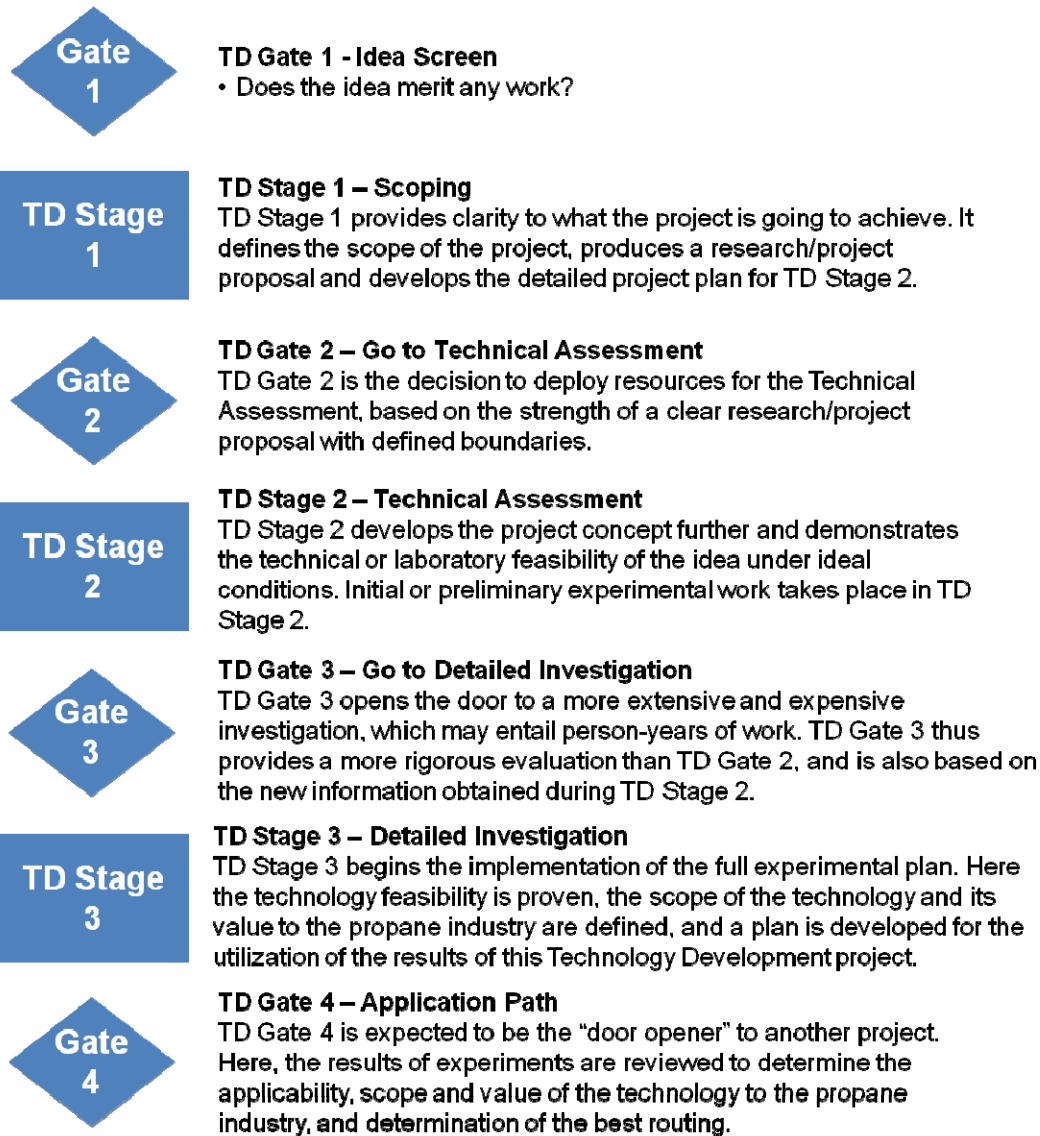 Gate
1
TD Gate 1 - Idea Screen
• Does the idea merit any work?
TD Stage
1
TD Stage 1 – Scoping
TD Stage 1 provides clarity to what the project is going to achieve. It
defines the scope of the project, produces a research/project
proposal and develops the detailed project plan for TD Stage 2.
Gate
2
TD Gate 2 – Go to Technical Assessment
TD Gate 2 is the decision to deploy resources for the Technical
Assessment, based on the strength of a clear research/project
proposal with defined boundaries.
TD Stage
2
TD Stage 2 – Technical Assessment
TD Stage 2 develops the project concept further and demonstrates
the technical or laboratory feasibility of the idea under ideal
conditions. Initial or preliminary experimental work takes place in TD
Stage 2.
Gate
3
TD Gate 3 – Go to Detailed Investigation
TD Gate 3 opens the door to a more extensive and expensive
investigation, which may entail person-years of work. TD Gate 3 thus
provides a more rigorous evaluation than TD Gate 2, and is also based on
the new information obtained during TD Stage 2.
TD Stage
3
TD Stage 3 – Detailed Investigation
TD Stage 3 begins the implementation of the full experimental plan. Here
the technology feasibility is proven, the scope of the technology and its
value to the propane industry are defined, and a plan is developed for the
utilization of the results of this Technology Development project.
Gate
4
TD Gate 4 – Application Path
TD Gate 4 is expected to be the “door opener” to another project.
Here, the results of experiments are reviewed to determine the
applicability, scope and value of the technology to the propane
industry, and determination of the best routing.